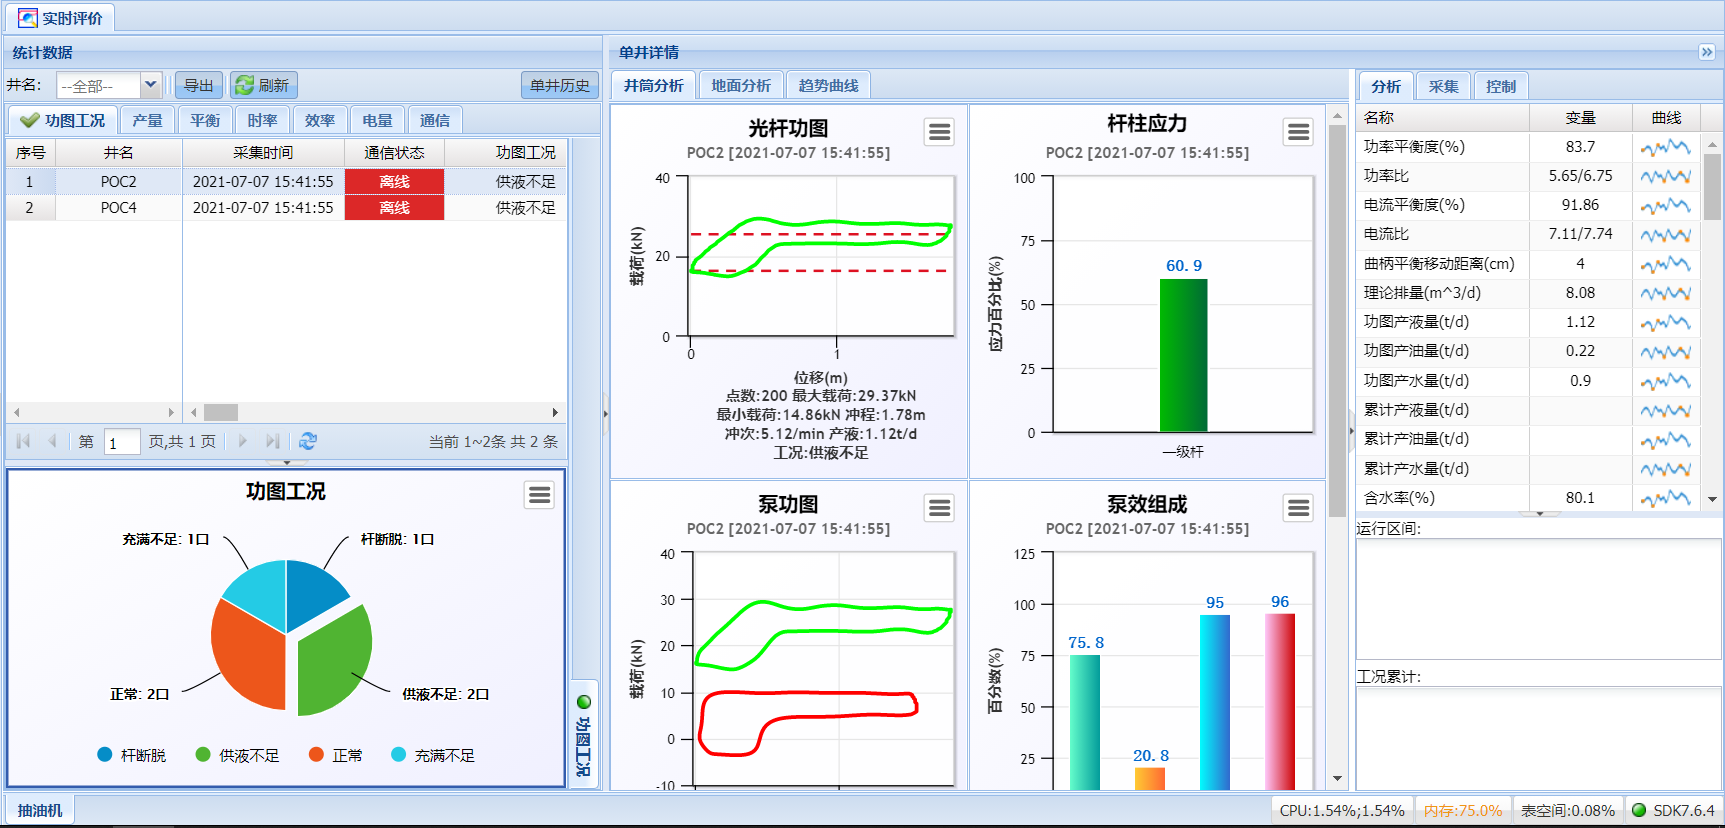 实时评价
统计数据
井名: --全部-- 导出 刷新 单井历史
功图工况 产量 平衡 时率 效率 电量 通信
序号 井名 采集时间 通信状态 功图工况
1 POC2 2021-07-07 15:41:55 离线 供液不足
2 POC4 2021-07-07 15:41:55 离线 供液不足
第 1 页,共 1 页 当前 1~2条 共 2 条
功图工况
充满不足: 1口 杆断脱: 1口
正常: 2口 供液不足: 2口
杆断脱 供液不足 正常 充满不足
功图工况
单井详情
井筒分析 地面分析 趋势曲线
光杆功图
POC2 [2021-07-07 15:41:55]
载荷(kN)
40
20
0
0 1
位移(m)
点数:200 最大载荷:29.37kN
最小载荷:14.86kN 冲程:1.78m
冲次:5.12/min 产液:1.12t/d
工况:供液不足
杆柱应力
POC2 [2021-07-07 15:41:55]
应力百分比(%)
100
75
50
25
0
60.9
一级杆
泵功图
POC2 [2021-07-07 15:41:55]
载荷(kN)
40
30
20
10
0
-10
泵效组成
POC2 [2021-07-07 15:41:55]
百分数(%)
125
100
75
50
25
75.8
20.8
95
96
分析 采集 控制
名称 变量 曲线
功率平衡度(%) 83.7
功率比 5.65/6.75
电流平衡度(%) 91.86
电流比 7.11/7.74
曲柄平衡移动距离(cm) 4
理论排量(m^3/d) 8.08
功图产液量(t/d) 1.12
功图产油量(t/d) 0.22
功图产水量(t/d) 0.9
累计产液量(t/d)
累计产油量(t/d)
累计产水量(t/d)
含水率(%) 80.1
运行区间:
工况累计:
抽油机
CPU:1.54%;1.54% 内存:75.0% 表空间:0.08% SDK7.6.4